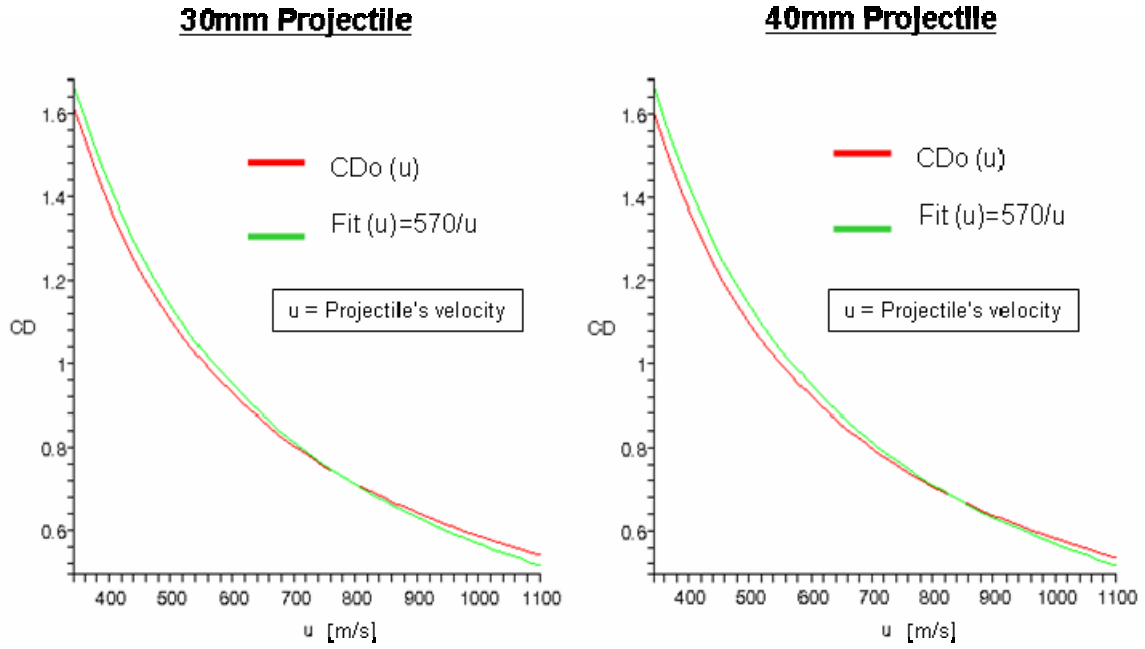 30mm Projectile
1.6
1.4
1.2
CD
1
0.8
0.6
CDo (u)
Fit (u)=570/u
u = Projectile's velocity
400 500 600 700 800 900 1000 1100
u [m/s]
40mm Projectile
1.6
1.4
1.2
CD
1
0.8
0.6
CDo (u)
Fit (u)=570/u
u = Projectile's velocity
400 500 600 700 800 900 1000 1100
u [m/s]